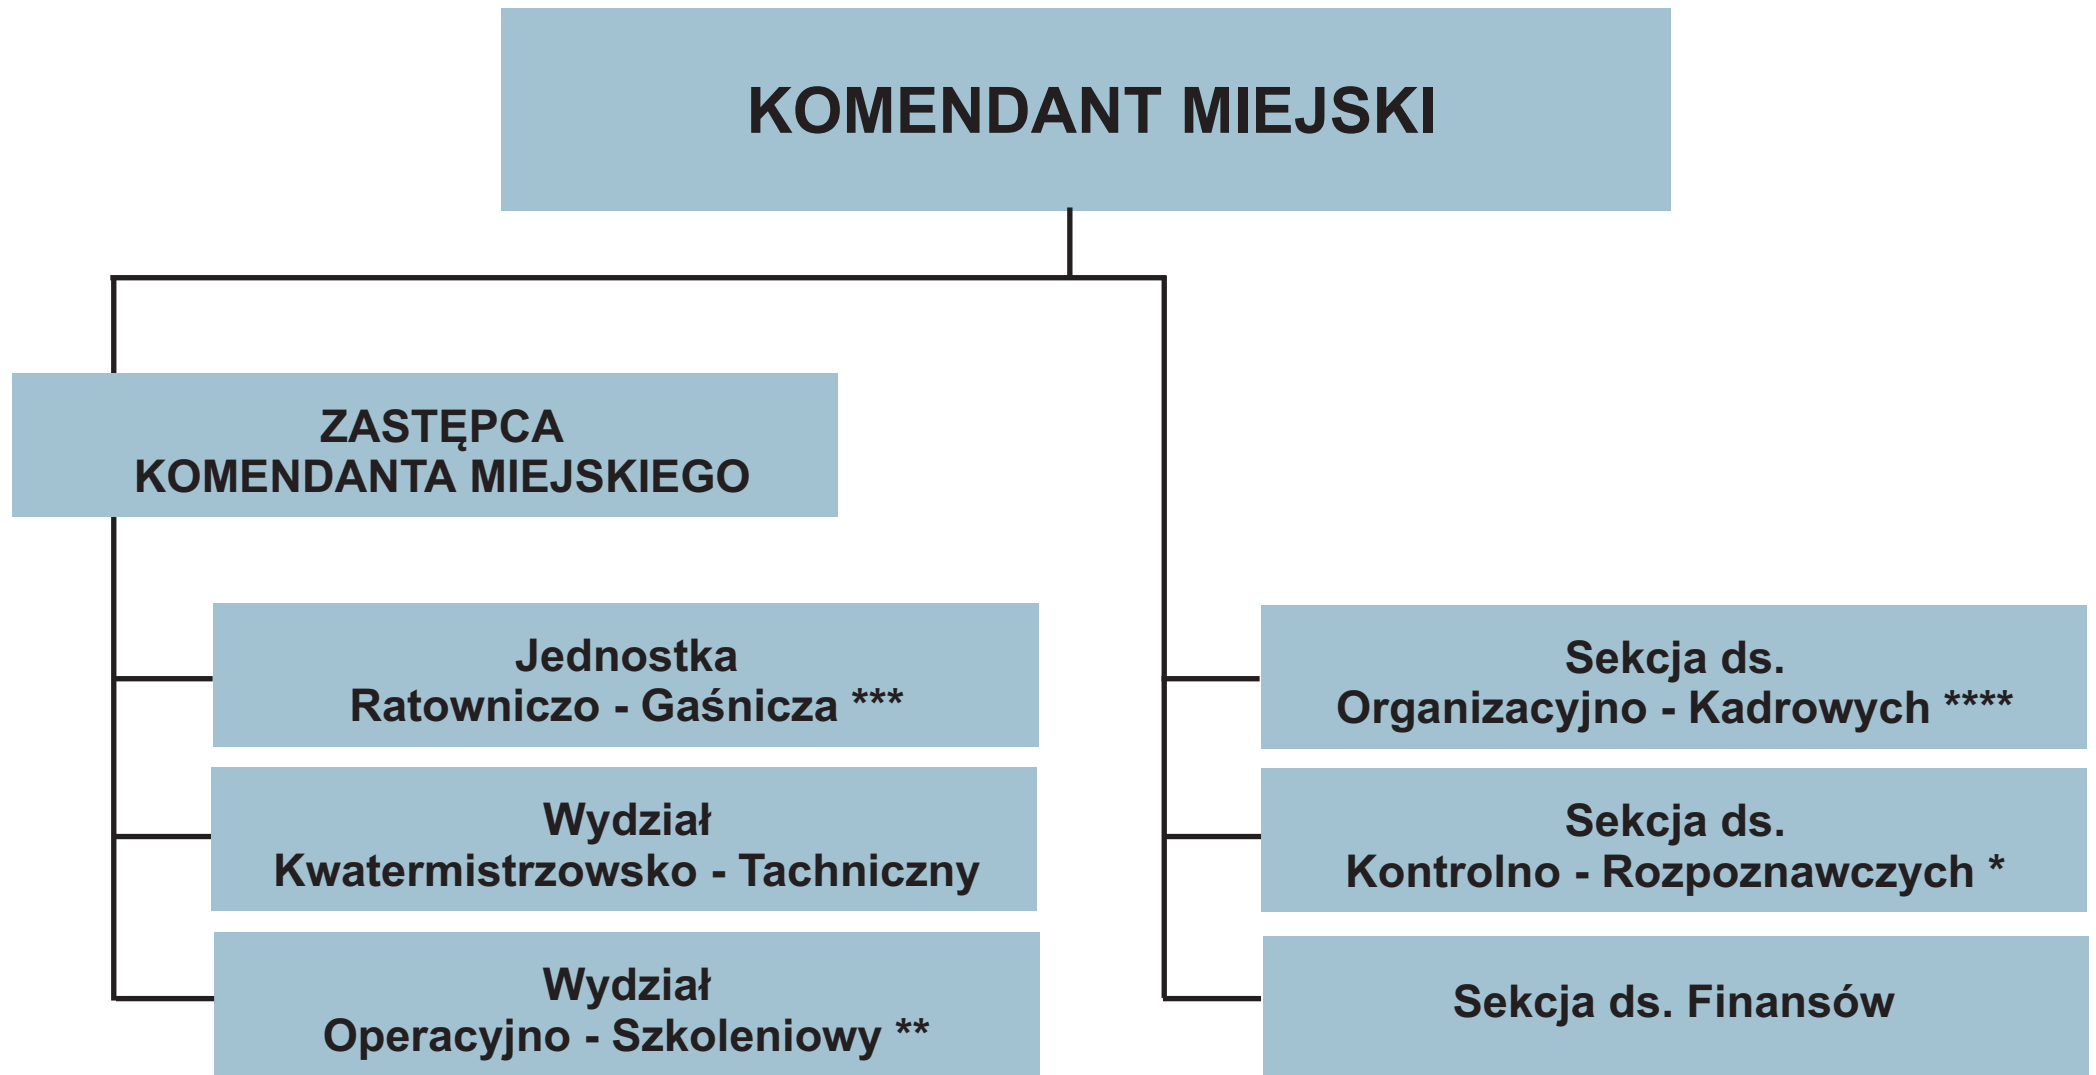 KOMENDANT MIEJSKI
ZASTĘPCA
KOMENDANTA MIEJSKIEGO
Jednostka
Ratowniczo - Gaśnicza ***
Wydział
Kwatermistrzowsko - Tachniczny
Wydział
Operacyjno - Szkoleniowy **
Sekcja ds.
Organizacyjno - Kadrowych ****
Sekcja ds.
Kontrolno - Rozpoznawczych *
Sekcja ds. Finansów